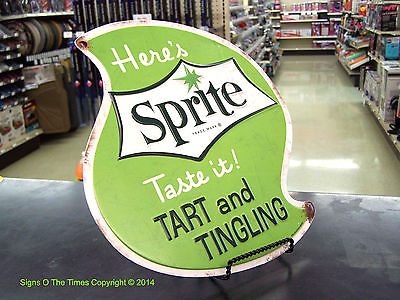 Here's
Sprite
TRADE MARK ®
Taste it!
TART and
TINGLING
Signs O The Times Copyright © 2014